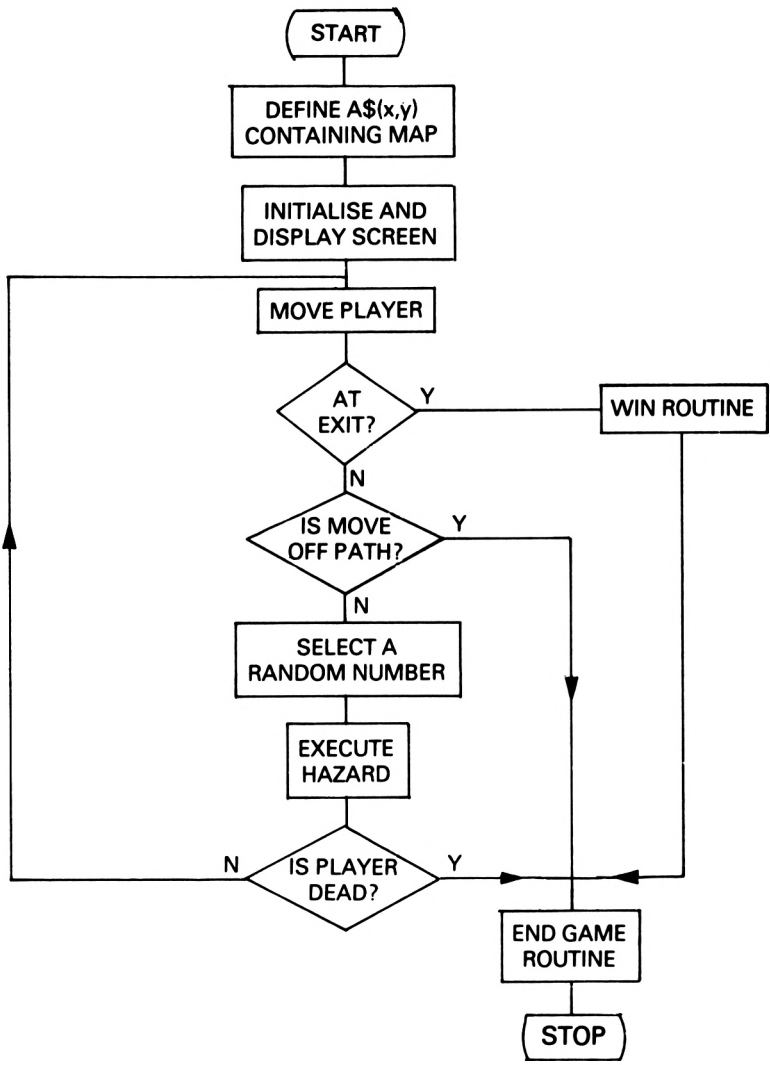 START
DEFINE A$(x,y)
CONTAINING MAP
INITIALISE AND
DISPLAY SCREEN
MOVE PLAYER
AT
EXIT?
Y
WIN ROUTINE
N
IS MOVE
OFF PATH?
Y
N
SELECT A
RANDOM NUMBER
EXECUTE
HAZARD
N
IS PLAYER
DEAD?
Y
END GAME
ROUTINE
STOP